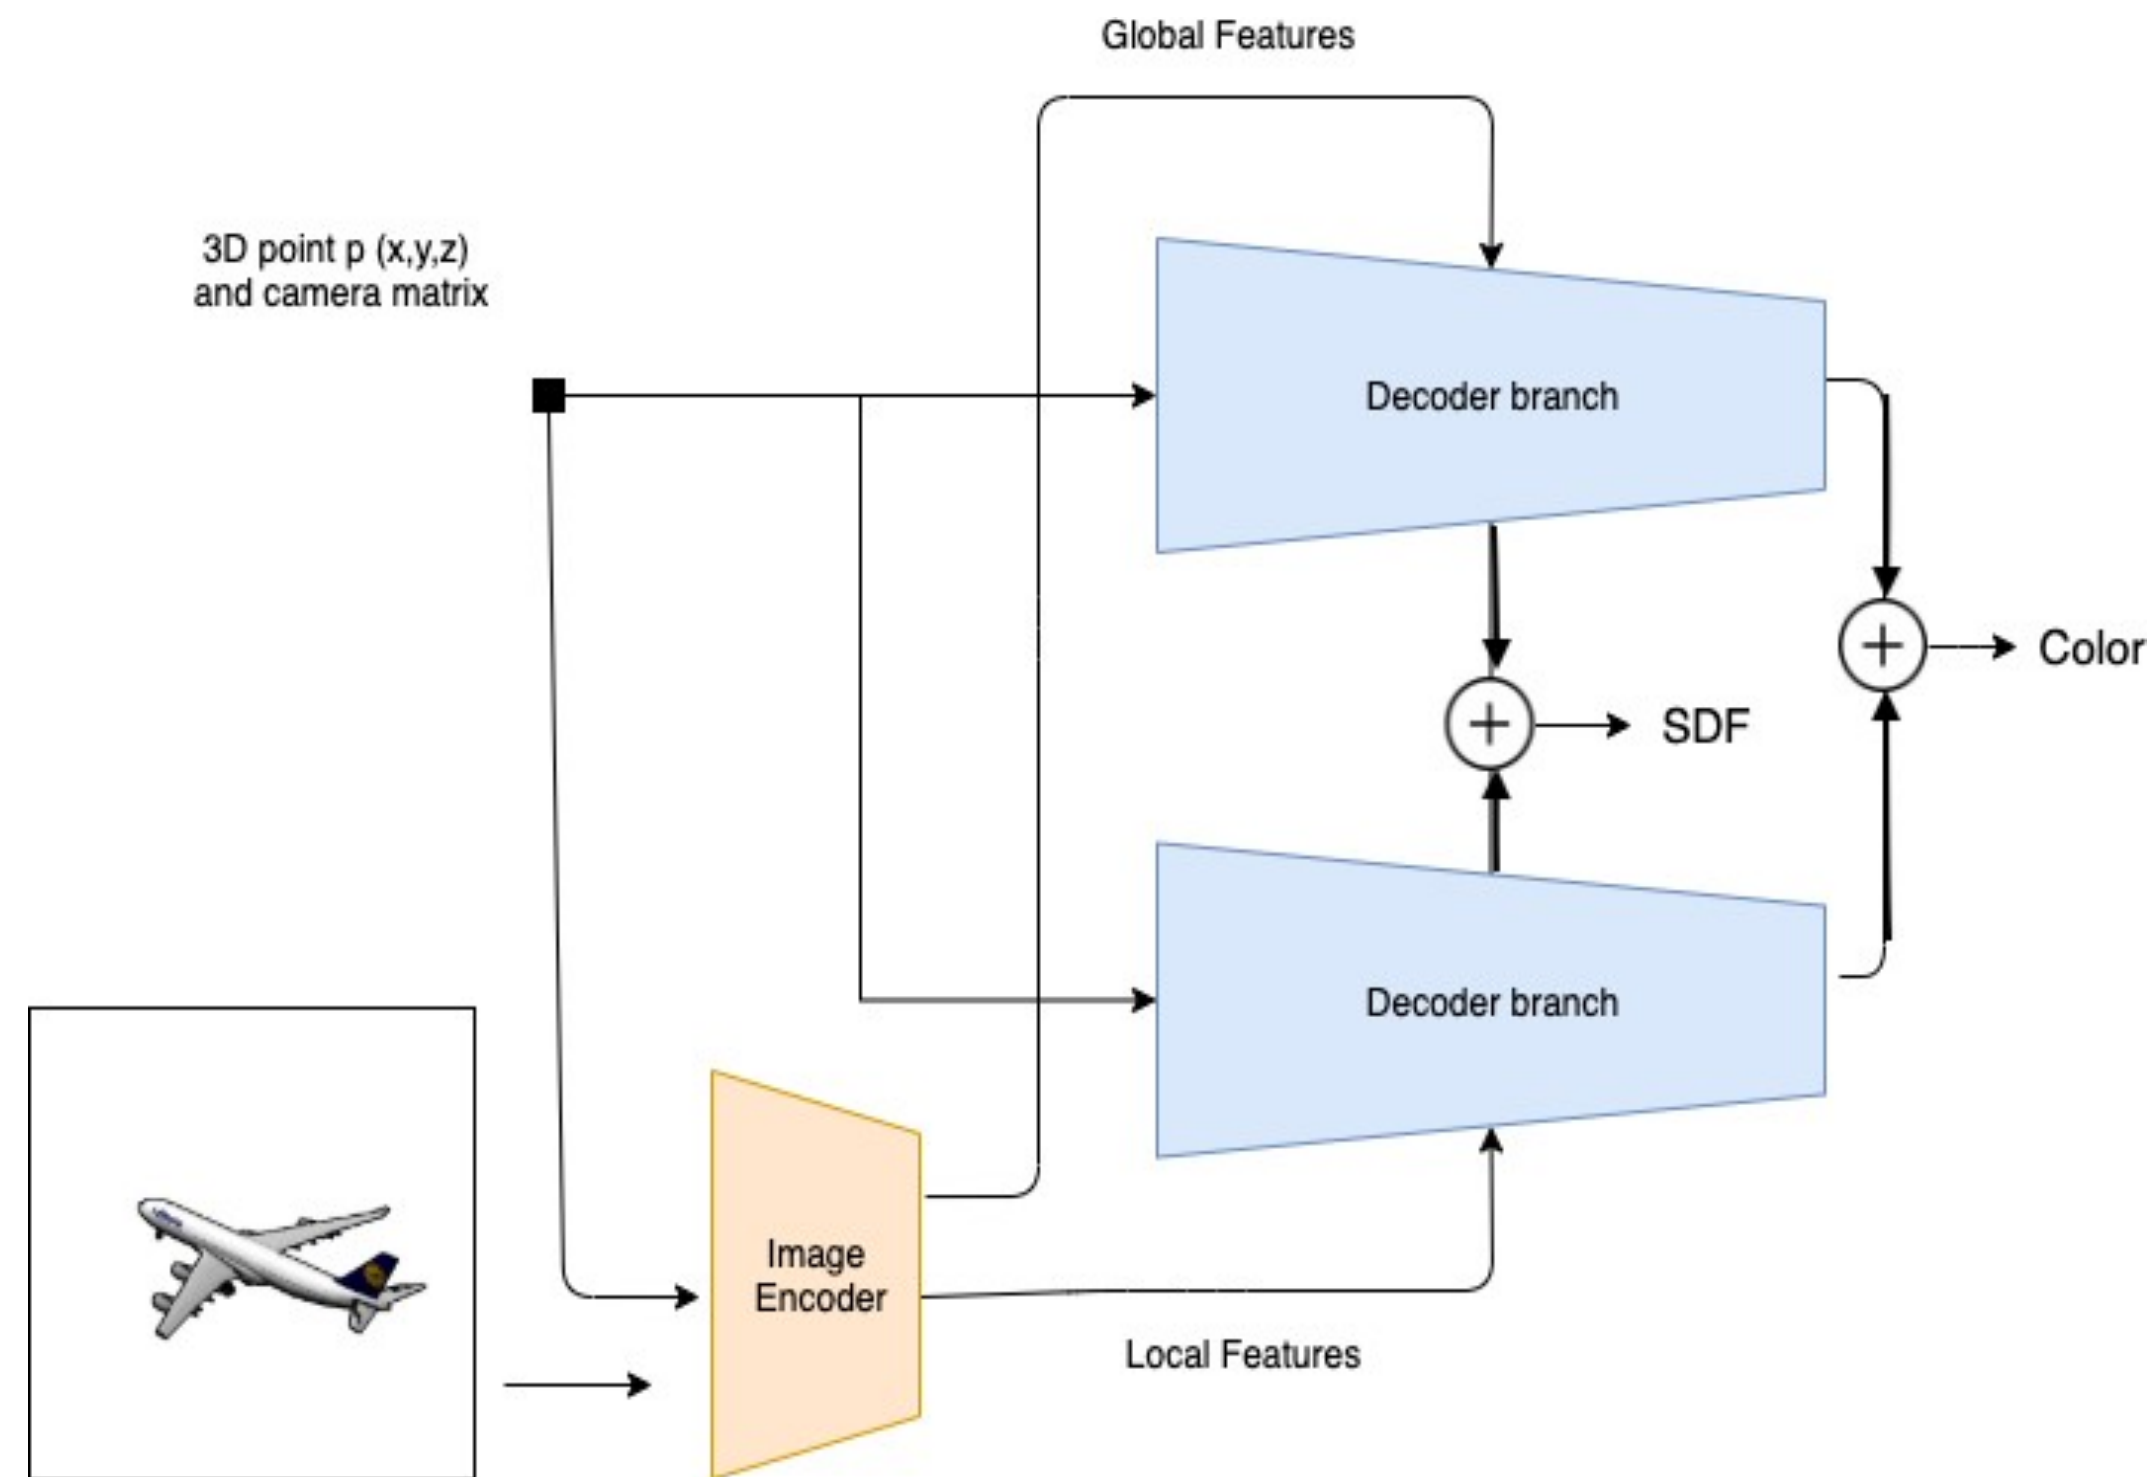 Global Features
3D point p (x,y,z)
and camera matrix
Decoder branch
Color
SDF
Decoder branch
Image
Encoder
Local Features